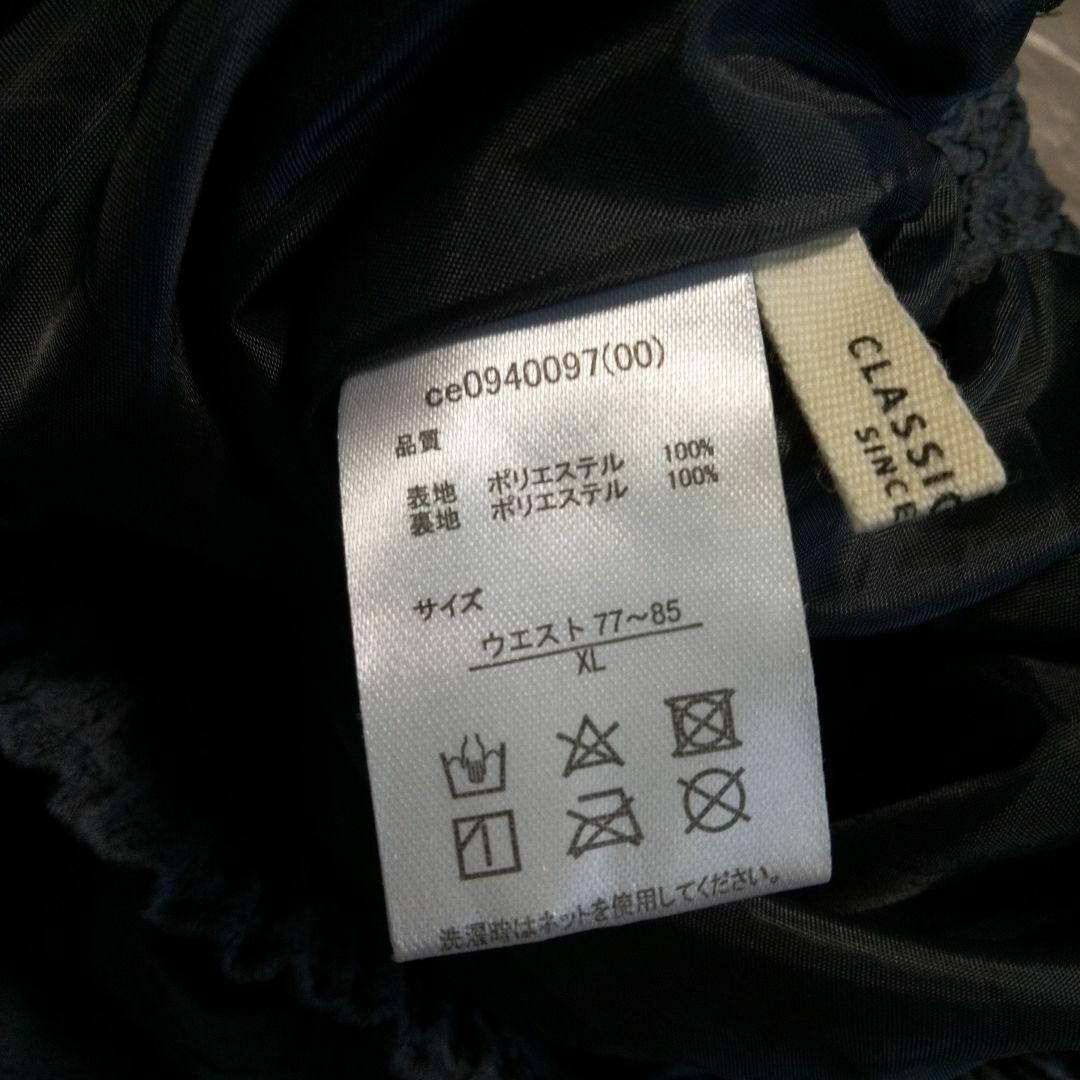 ce0940097(00)
品質
表地 ポリエステル 100%
裏地 ポリエステル 100%
サイズ
ウエスト 77～85
XL
洗濯時はネットを使用してください。
CLASSIC
SINCE